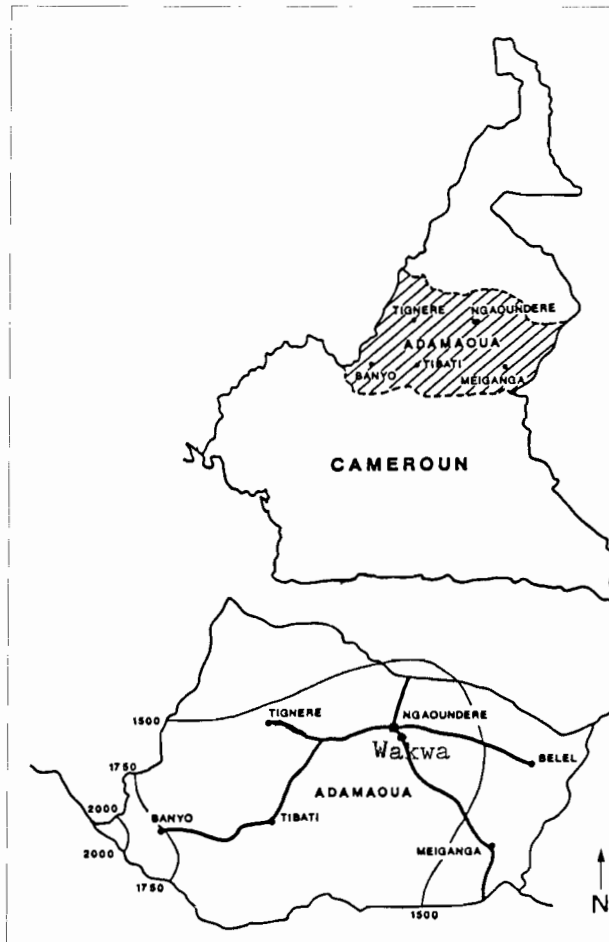 TIGNERE
NGAOUNDERE
ADAMAOUA
BANYO
TIBATI
MEIGANGA
CAMEROUN
1500
TIGNERE
NGAOUNDERE
Wakwa
BELEL
1750
ADAMAOUA
2000
BANYO
TIBATI
2000
MEIGANGA
1750
1500
N